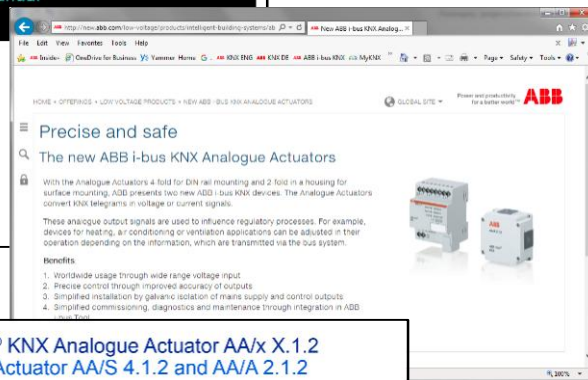 http://new.abb.com/low-voltage/products/intelligent-building-systems/ab
New ABB i-bus KNX Analog...
File Edit View Favorites Tools Help
Insider
OneDrive for Business
Yammer Home
KNX ENG
KNX DE
ABB i-bus KNX
MyKNX
Page
Safety
Tools
HOME • OFFERINGS • LOW VOLTAGE PRODUCTS • NEW ABB I-BUS KNX ANALOGUE ACTUATORS
GLOBAL SITE
Power and productivity
for a better world™
ABB
Precise and safe
The new ABB i-bus KNX Analogue Actuators
With the Analogue Actuators 4 fold for DIN rail mounting and 2 fold in a housing for
surface mounting, ABB presents two new ABB i-bus KNX devices. The Analogue Actuators
convert KNX telegrams in voltage or current signals.
These analogue output signals are used to influence regulatory processes. For example,
devices for heating, air conditioning or ventilation applications can be adjusted in their
operation depending on the information, which are transmitted via the bus system.
Benefits
1. Worldwide usage through wide range voltage input
2. Precise control through improved accuracy of outputs
3. Simplified installation by galvanic isolation of mains supply and control outputs
4. Simplified commissioning, diagnostics and maintenance through integration in ABB
i-bus Tool
KNX Analogue Actuator AA/x X.1.2
Actuator AA/S 4.1.2 and AA/A 2.1.2
200%